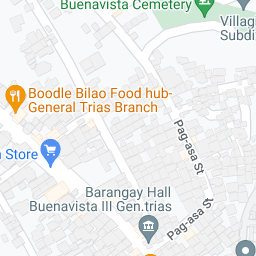 Buenavista Cemetery
Villag
Subdi
Boodle Bilao Food hub-
General Trias Branch
Pag-asa St
Store
Barangay Hall
Buenavista III Gen.trias
Pag-asa St